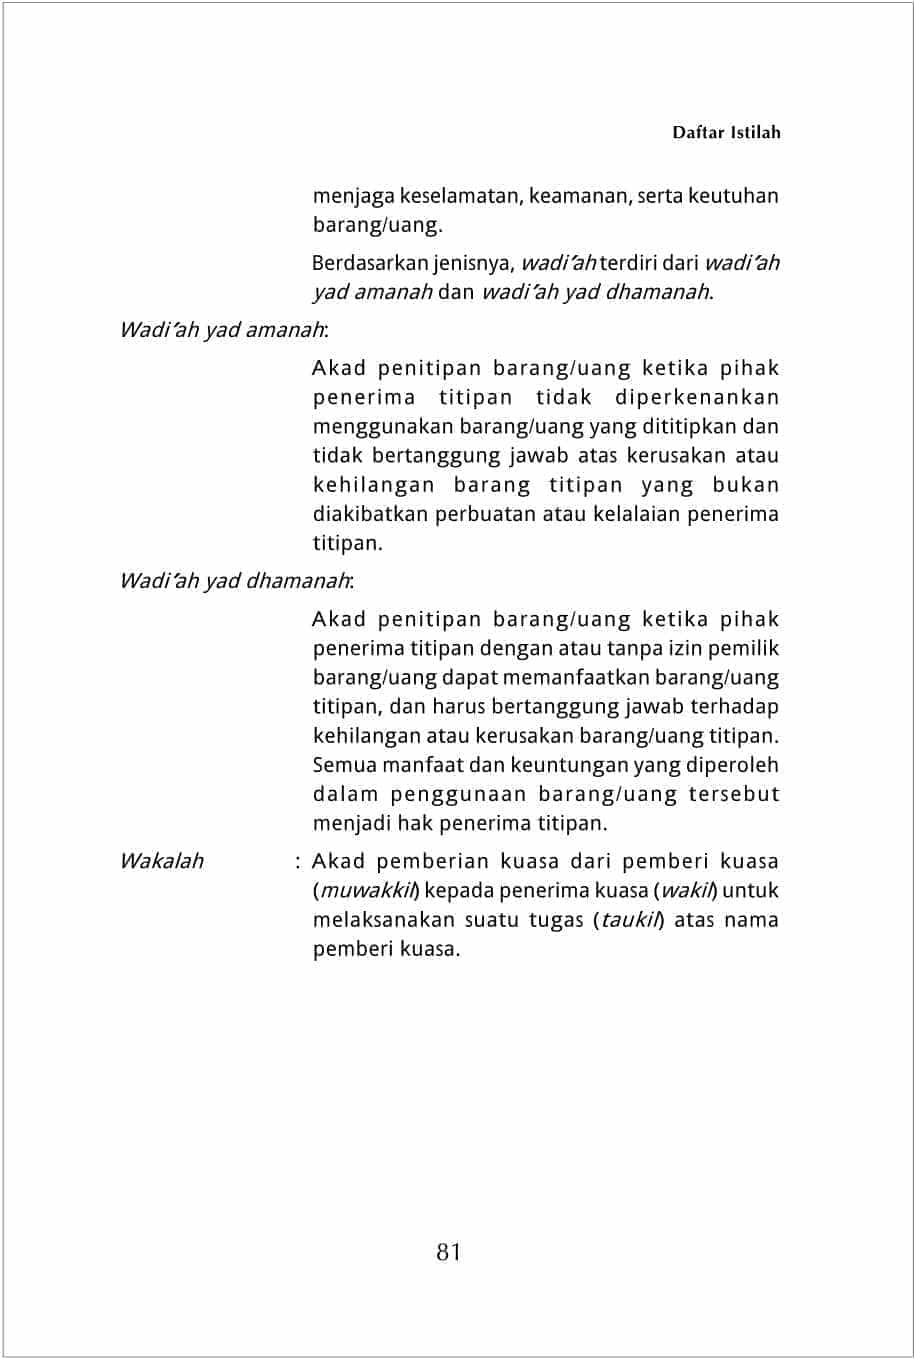 Daftar Istilah
menjaga keselamatan, keamanan, serta keutuhan
barang/uang.
Berdasarkan jenisnya, wadi’ah terdiri dari wadi’ah
yad amanah dan wadi’ah yad dhamanah.
Wadi’ah yad amanah:
Akad penitipan barang/uang ketika pihak
penerima titipan tidak diperkenankan
menggunakan barang/uang yang dititipkan dan
tidak bertanggung jawab atas kerusakan atau
kehilangan barang titipan yang bukan
diakibatkan perbuatan atau kelalaian penerima
titipan.
Wadi’ah yad dhamanah:
Akad penitipan barang/uang ketika pihak
penerima titipan dengan atau tanpa izin pemilik
barang/uang dapat memanfaatkan barang/uang
titipan, dan harus bertanggung jawab terhadap
kehilangan atau kerusakan barang/uang titipan.
Semua manfaat dan keuntungan yang diperoleh
dalam penggunaan barang/uang tersebut
menjadi hak penerima titipan.
Wakalah : Akad pemberian kuasa dari pemberi kuasa
(muwakkil) kepada penerima kuasa (wakil) untuk
melaksanakan suatu tugas (taukil) atas nama
pemberi kuasa.
81